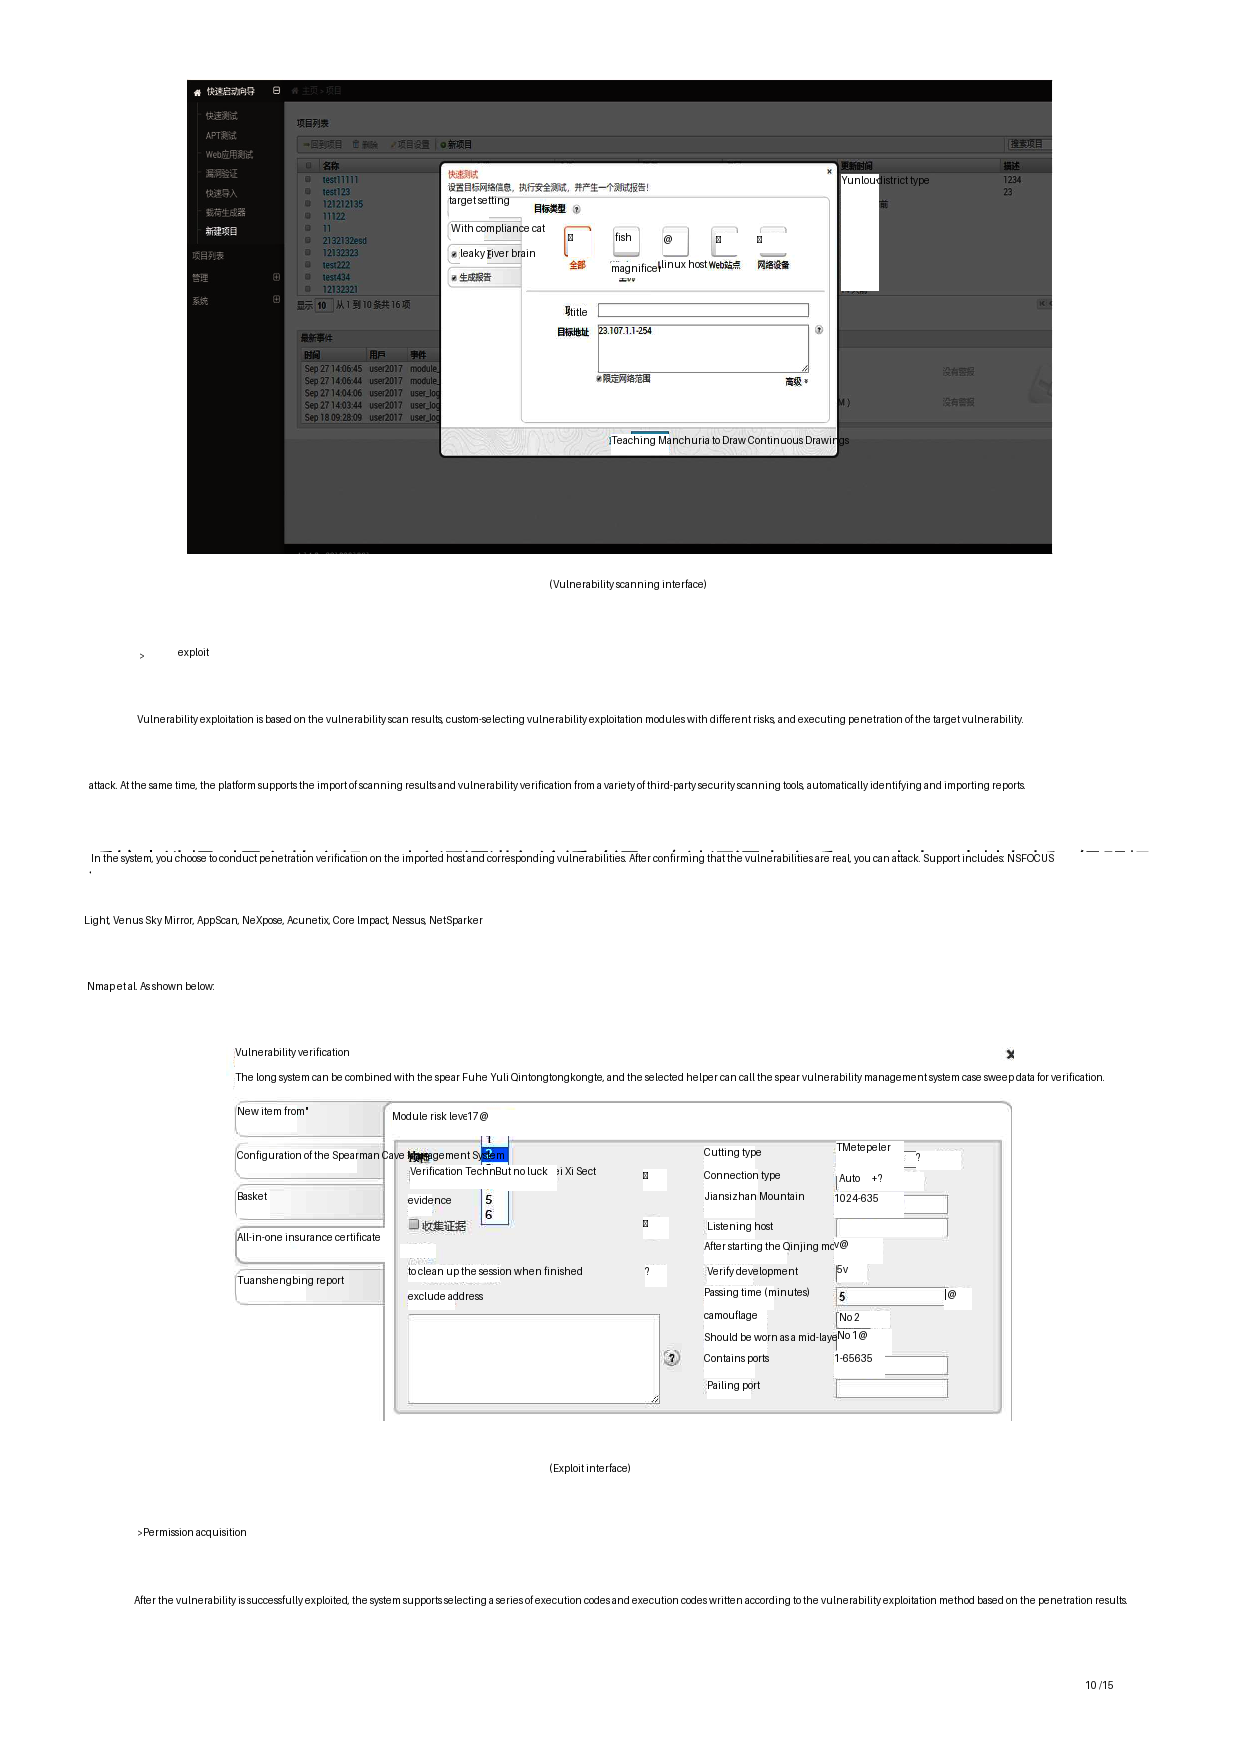 快速启动向导
主页 › 项目
快速测试
APT测试
Web应用测试
漏洞验证
快速导入
载荷生成器
新建项目
项目列表
管理
系统
项目列表
回到项目 删除 项目设置 新项目
搜索项目
名称
更新时间
描述
test11111
Yunlou district type
1234
test123
23
121212135
前
11122
11
2132132esd
12132323
test222
test434
12132321
显示 10 从 1 到 10 条共 16 项
快速测试
设置目标网络信息，执行安全测试，并产生一个测试报告！
target setting
With compliance cat
leaky river brain
生成报告
目标类型 ?
fish
@
全部
magnificet
linux host
Web站点
网络设备
title
目标地址
23.107.1.1-254
?
限定网络范围
高级
Teaching Manchuria to Draw Continuous Drawings
最新事件
时间 用戶 事件
Sep 27 14:06:45 user2017 module_
Sep 27 14:06:44 user2017 module_
Sep 27 14:04:06 user2017 user_log
Sep 27 14:03:44 user2017 user_log
Sep 18 09:28:09 user2017 user_log
没有警报
M )
没有警报
(Vulnerability scanning interface)
> exploit
Vulnerability exploitation is based on the vulnerability scan results, custom-selecting vulnerability exploitation modules with different risks, and executing penetration of the target vulnerability.
attack. At the same time, the platform supports the import of scanning results and vulnerability verification from a variety of third-party security scanning tools, automatically identifying and importing reports.
In the system, you choose to conduct penetration verification on the imported host and corresponding vulnerabilities. After confirming that the vulnerabilities are real, you can attack. Support includes: NSFOCUS
Light, Venus Sky Mirror, AppScan, NeXpose, Acunetix, Core Impact, Nessus, NetSparker
Nmap et al. As shown below:
Vulnerability verification
The long system can be combined with the spear Fuhe Yuli Qintongtongkongte, and the selected helper can call the spear vulnerability management system case sweep data for verification.
New item from"
Configuration of the Spearman Cave Management System
Basket
All-in-one insurance certificate
Tuanshengbing report
Module risk level 17@
1
Verification Techn But no luck ei Xi Sect
evidence
5
6
收集证据
to clean up the session when finished
?
exclude address
?
Cutting type
TMetepeler
?
Connection type
Auto +?
Jiansizhan Mountain
1024-635
Listening host
After starting the Qinjing mo
v@
Verify development
5v
Passing time (minutes)
5
@
camouflage
No 2
Should be worn as a mid-laye
No 1@
Contains ports
1-65635
Pailing port
(Exploit interface)
>Permission acquisition
After the vulnerability is successfully exploited, the system supports selecting a series of execution codes and execution codes written according to the vulnerability exploitation method based on the penetration results.
10 /15